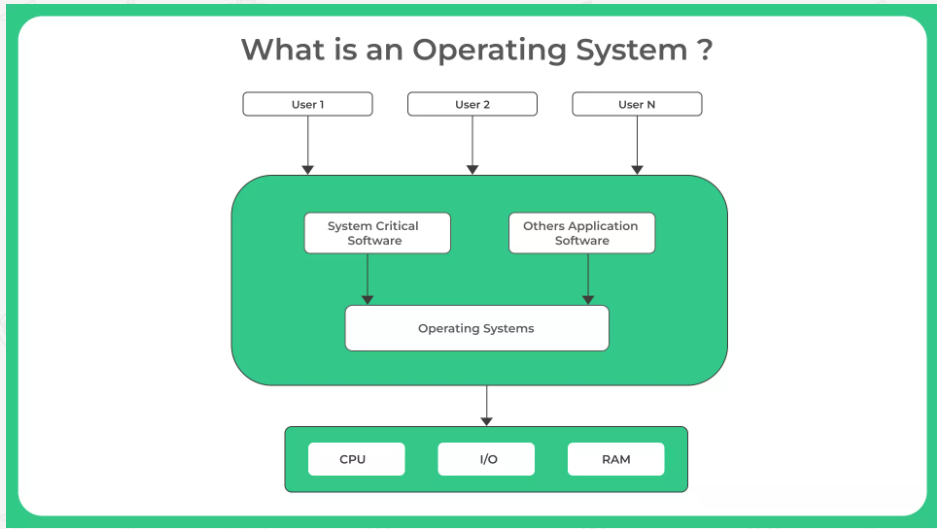 What is an Operating System ?
User 1
User 2
User N
System Critical
Software
Others Application
Software
Operating Systems
CPU
I/O
RAM